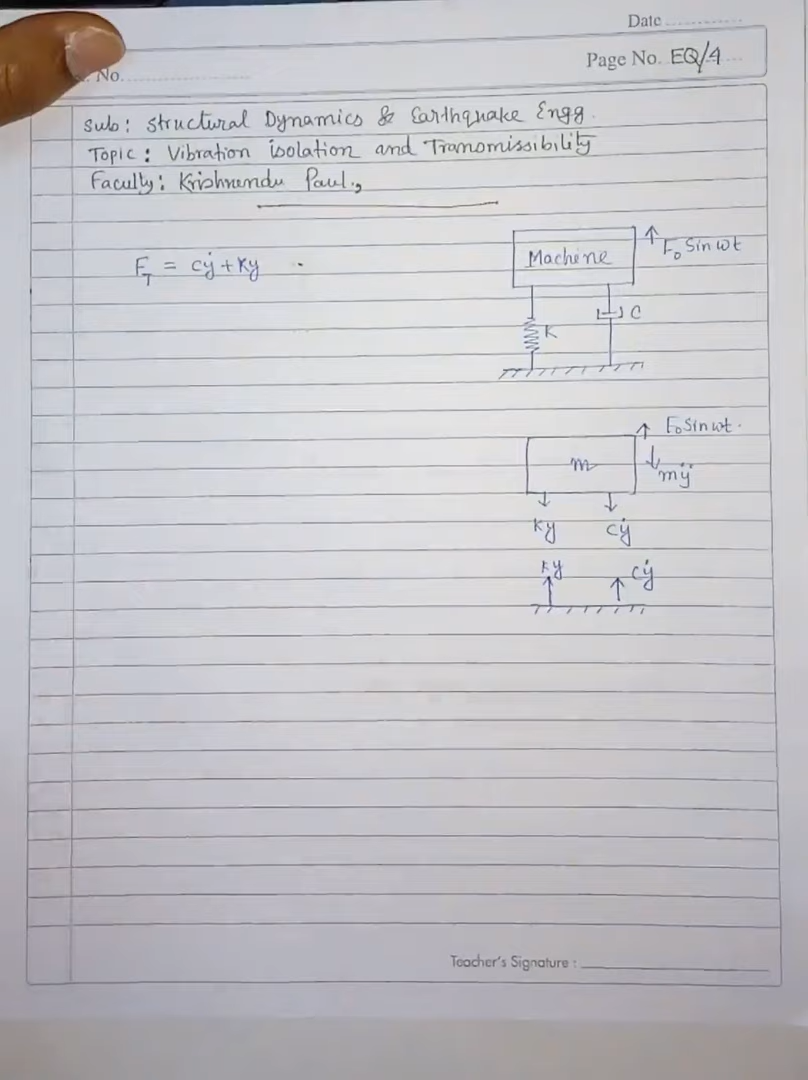 Date ............
. No. ........................
Page No. EQ/4
Sub: Structural Dynamics & Earthquake Engg.
Topic: Vibration isolation and Transmissibility
Faculty: Krishnendu Paul.,
F_T = cẏ + Ky
Machine
F₀ Sin ωt
K
C
F₀ Sin ωt.
m
mÿ
Ky
cẏ
Ky
cẏ
Teacher's Signature :